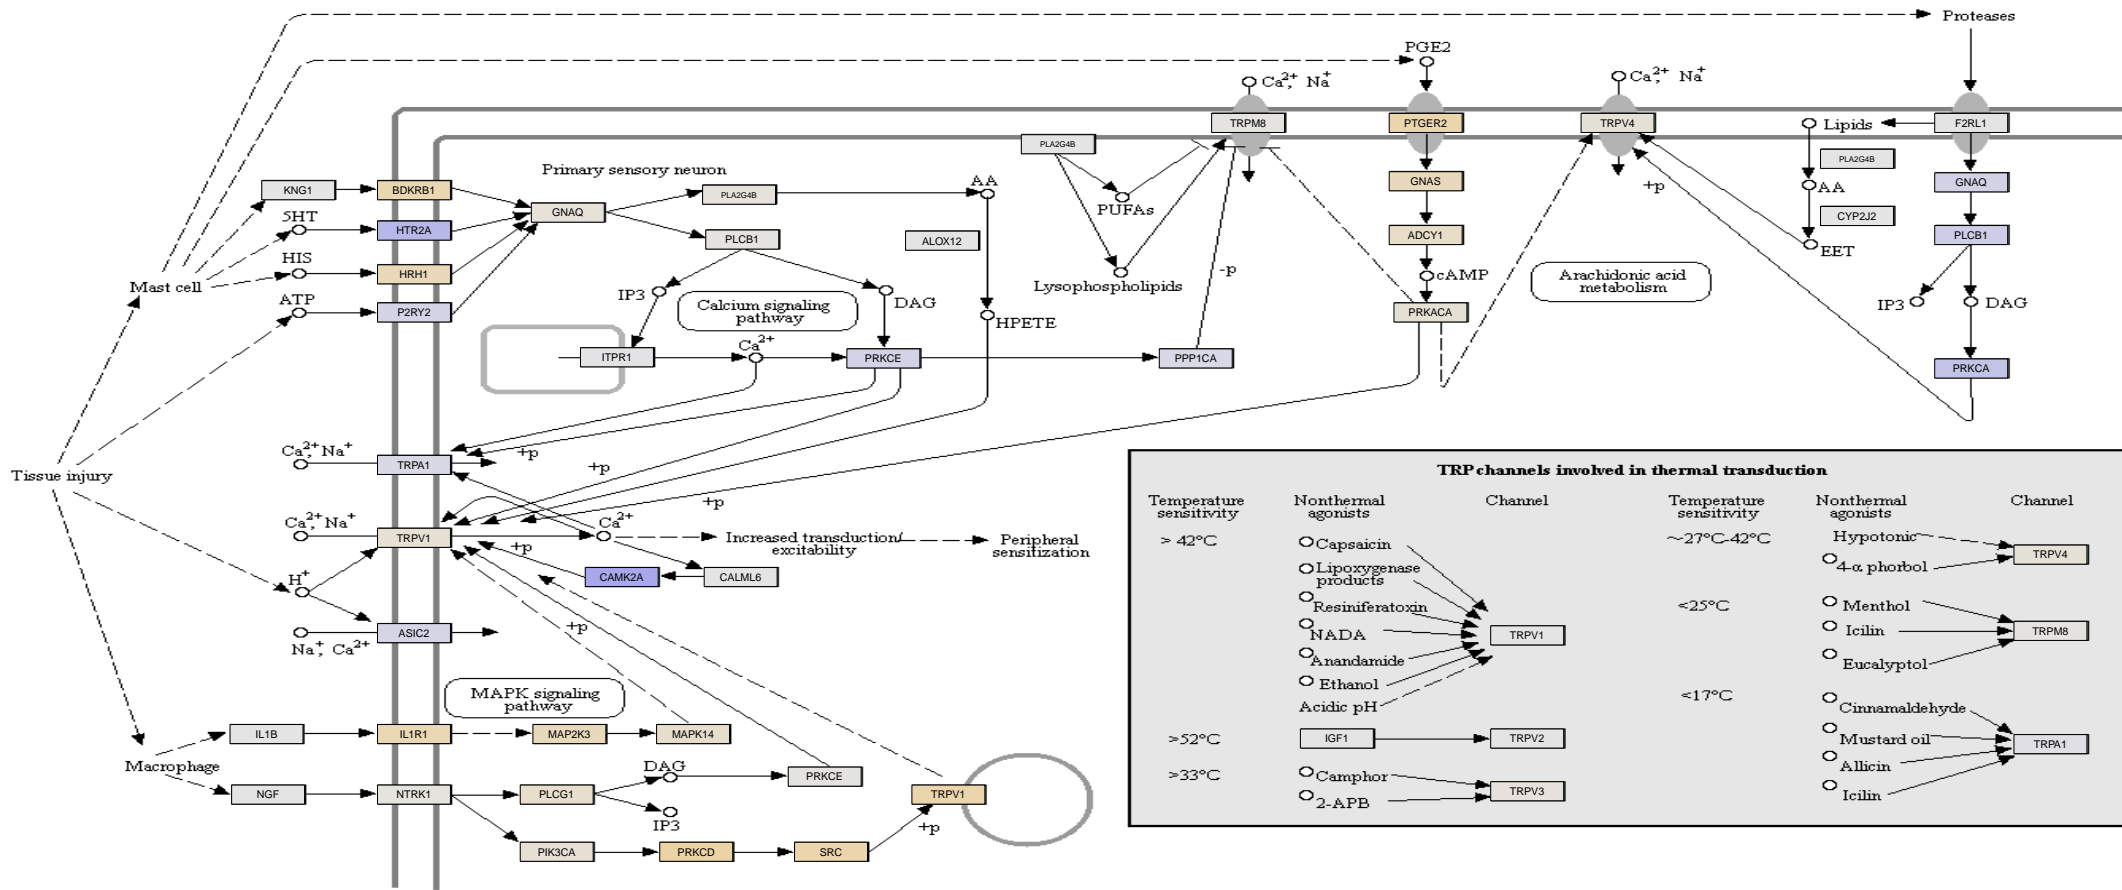 Proteases
PGE2
Ca2+, Na+
Ca2+, Na+
TRPM8
PTGER2
TRPV4
Lipids
F2RL1
PLA2G4B
PLA2G4B
Primary sensory neuron
KNG1
BDKRB1
PLA2G4B
AA
GNAS
+p
AA
GNAQ
5HT
GNAQ
PUFAs
CYP2J2
HTR2A
PLCB1
ALOX12
ADCY1
PLCB1
EET
HIS
HRH1
-p
cAMP
Arachidonic acid
metabolism
Mast cell
Lysophospholipids
ATP
IP3
Calcium signaling
pathway
DAG
IP3
DAG
P2RY2
HPETE
PRKACA
ITPR1
Ca2+
PRKCE
PPP1CA
PRKCA
Ca2+, Na+
TRPA1
+p
+p
Tissue injury
+p
Ca2+, Na+
TRPV1
Ca2+
Increased transduction/
excitability
Peripheral
sensitization
+p
H+
CAMK2A
CALML6
ASIC2
+p
Na+, Ca2+
MAPK signaling
pathway
IL1B
IL1R1
MAP2K3
MAPK14
Macrophage
DAG
PRKCE
NGF
NTRK1
PLCG1
TRPV1
IP3
+p
PIK3CA
PRKCD
SRC
TRP channels involved in thermal transduction
Temperature
sensitivity
Nonthermal
agonists
Channel
Temperature
sensitivity
Nonthermal
agonists
Channel
> 42°C
Capsaicin
Lipoxygenase
products
Resiniferatoxin
NADA
Anandamide
Ethanol
Acidic pH
TRPV1
>52°C
IGF1
TRPV2
>33°C
Camphor
2-APB
TRPV3
~27°C-42°C
Hypotonic
4-α phorbol
TRPV4
<25°C
Menthol
Icilin
Eucalyptol
TRPM8
<17°C
Cinnamaldehyde
Mustard oil
Allicin
Icilin
TRPA1